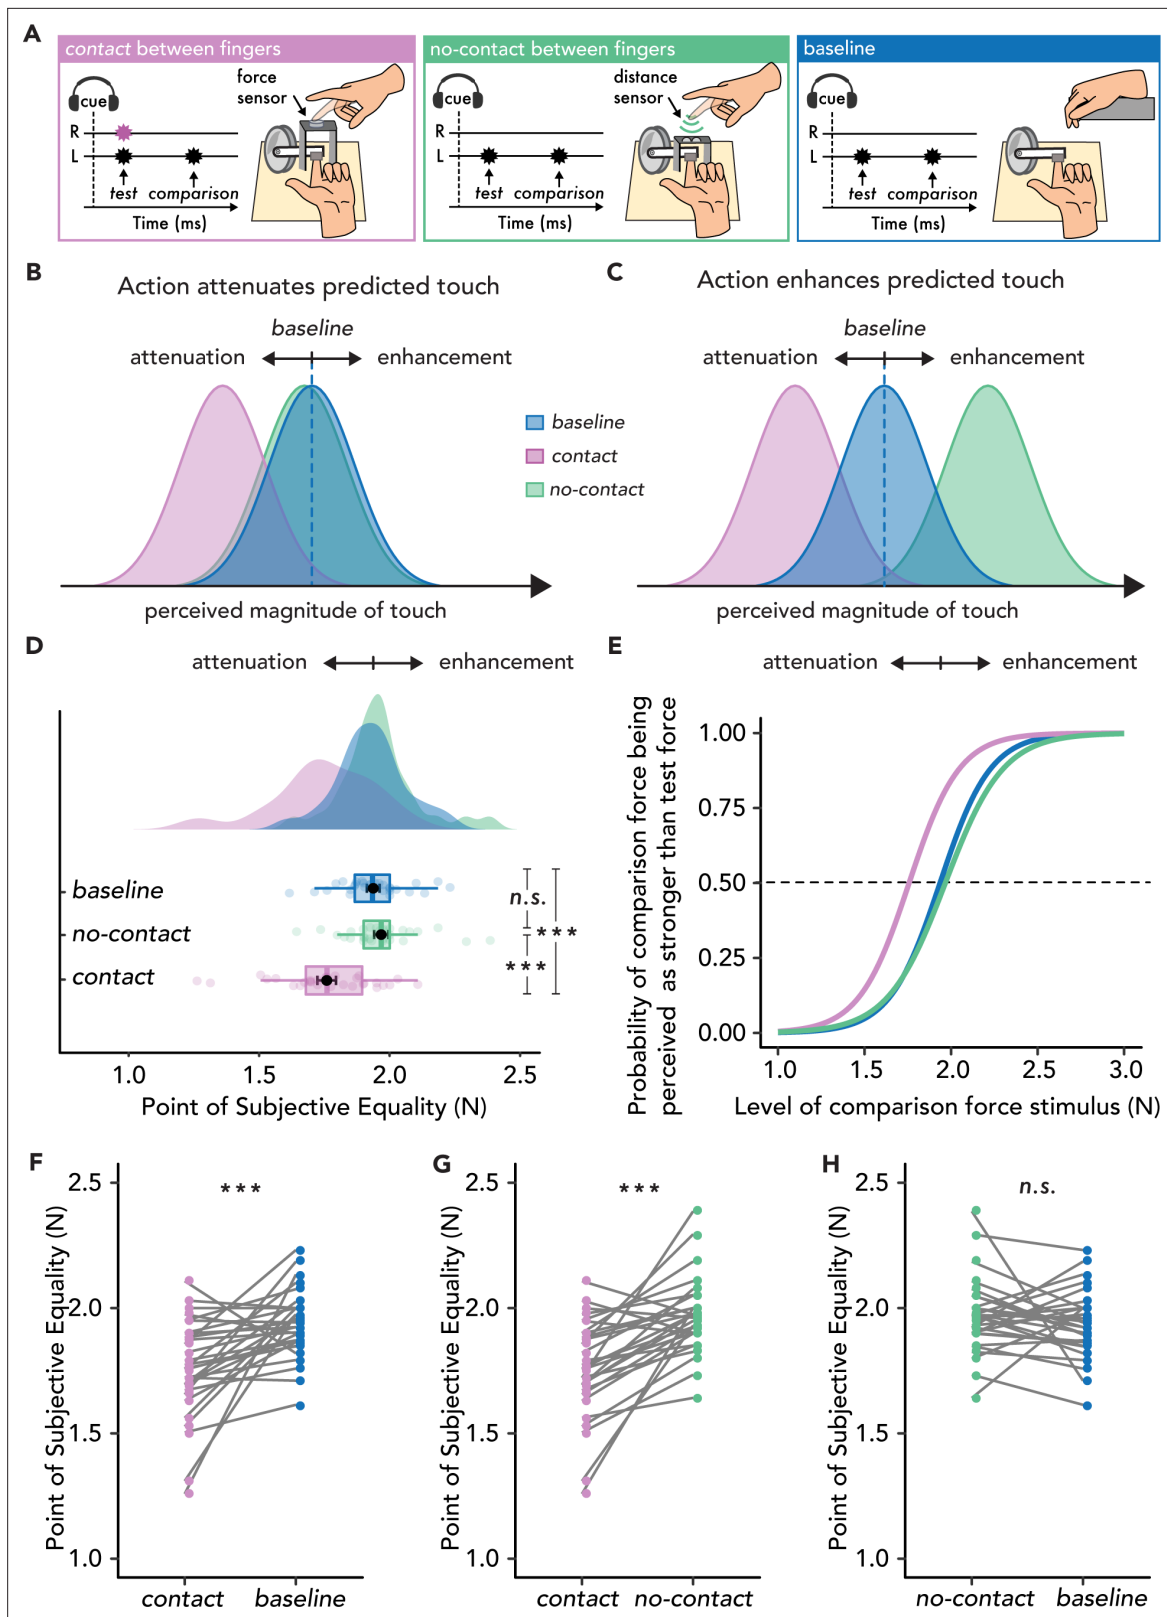 A
contact between fingers
no-contact between fingers
baseline
cue
force
sensor
R
L
test
comparison
Time (ms)
cue
distance
sensor
R
L
test
comparison
Time (ms)
cue
R
L
test
comparison
Time (ms)
B
Action attenuates predicted touch
baseline
attenuation
enhancement
perceived magnitude of touch
baseline
contact
no-contact
C
Action enhances predicted touch
baseline
attenuation
enhancement
perceived magnitude of touch
D
attenuation
enhancement
baseline
no-contact
contact
n.s.
***
***
1.0
1.5
2.0
2.5
Point of Subjective Equality (N)
E
attenuation
enhancement
Probability of comparison force being
perceived as stronger than test force
1.00
0.75
0.50
0.25
0.00
1.0
1.5
2.0
2.5
3.0
Level of comparison force stimulus (N)
F
***
Point of Subjective Equality (N)
2.5
2.0
1.5
1.0
contact
baseline
G
***
Point of Subjective Equality (N)
2.5
2.0
1.5
1.0
contact
no-contact
H
n.s.
Point of Subjective Equality (N)
2.5
2.0
1.5
1.0
no-contact
baseline